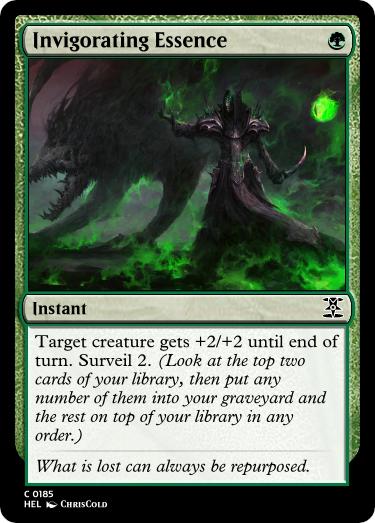 Invigorating Essence
Instant
Target creature gets +2/+2 until end of
turn. Surveil 2. (Look at the top two
cards of your library, then put any
number of them into your graveyard and
the rest on top of your library in any
order.)
What is lost can always be repurposed.
C 0185
HEL ChrisCold